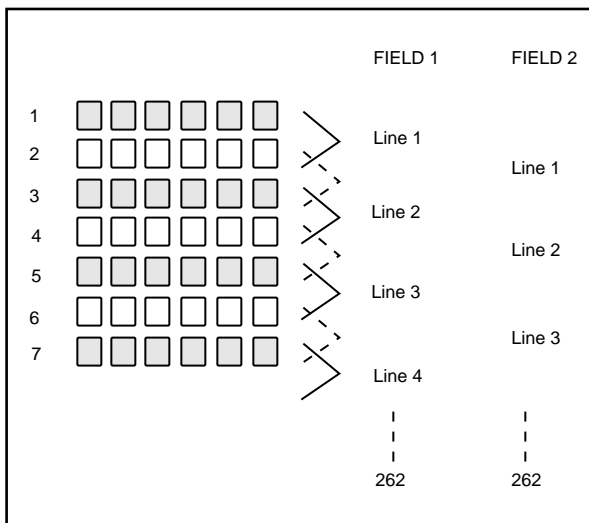 FIELD 1 FIELD 2
1
Line 1
2
Line 1
3
Line 2
4
Line 2
5
Line 3
6
Line 3
7
Line 4
262 262